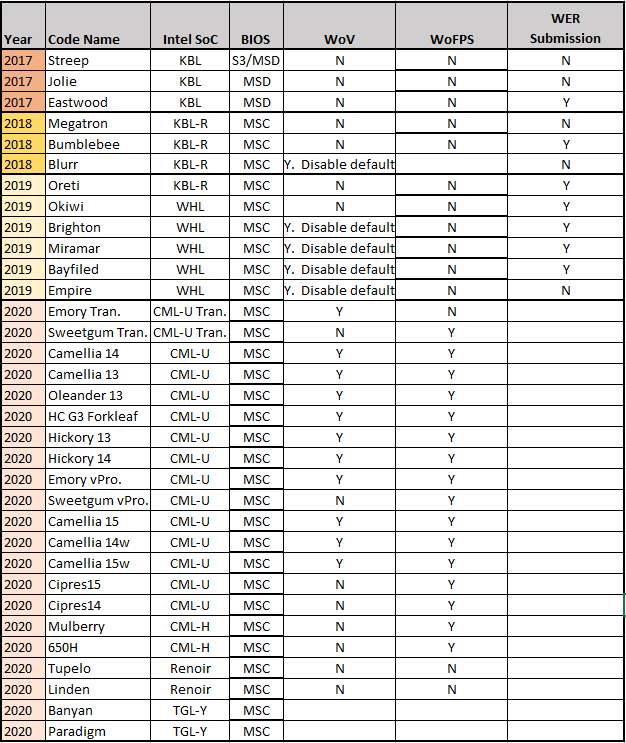 WER
Year Code Name Intel SoC BIOS WoV WoFPS Submission
2017 Streep KBL S3/MSD N N N
2017 Jolie KBL MSD N N N
2017 Eastwood KBL MSD N N Y
2018 Megatron KBL-R MSC N N N
2018 Bumblebee KBL-R MSC N N Y
2018 Blurr KBL-R MSC Y. Disable default N
2019 Oreti KBL-R MSC N N Y
2019 Okiwi WHL MSC N N Y
2019 Brighton WHL MSC Y. Disable default N Y
2019 Miramar WHL MSC Y. Disable default N Y
2019 Bayfiled WHL MSC Y. Disable default N Y
2019 Empire WHL MSC Y. Disable default N N
2020 Emory Tran. CML-U Tran. MSC Y N
2020 Sweetgum Tran. CML-U Tran. MSC N Y
2020 Camellia 14 CML-U MSC Y Y
2020 Camellia 13 CML-U MSC Y Y
2020 Oleander 13 CML-U MSC Y Y
2020 HC G3 Forkleaf CML-U MSC Y Y
2020 Hickory 13 CML-U MSC Y Y
2020 Hickory 14 CML-U MSC Y Y
2020 Emory vPro. CML-U MSC Y Y
2020 Sweetgum vPro. CML-U MSC N Y
2020 Camellia 15 CML-U MSC Y Y
2020 Camellia 14w CML-U MSC Y Y
2020 Camellia 15w CML-U MSC Y Y
2020 Cipres15 CML-U MSC N Y
2020 Cipres14 CML-U MSC N Y
2020 Mulberry CML-H MSC N Y
2020 650H CML-H MSC N Y
2020 Tupelo Renoir MSC N N
2020 Linden Renoir MSC N N
2020 Banyan TGL-Y MSC
2020 Paradigm TGL-Y MSC